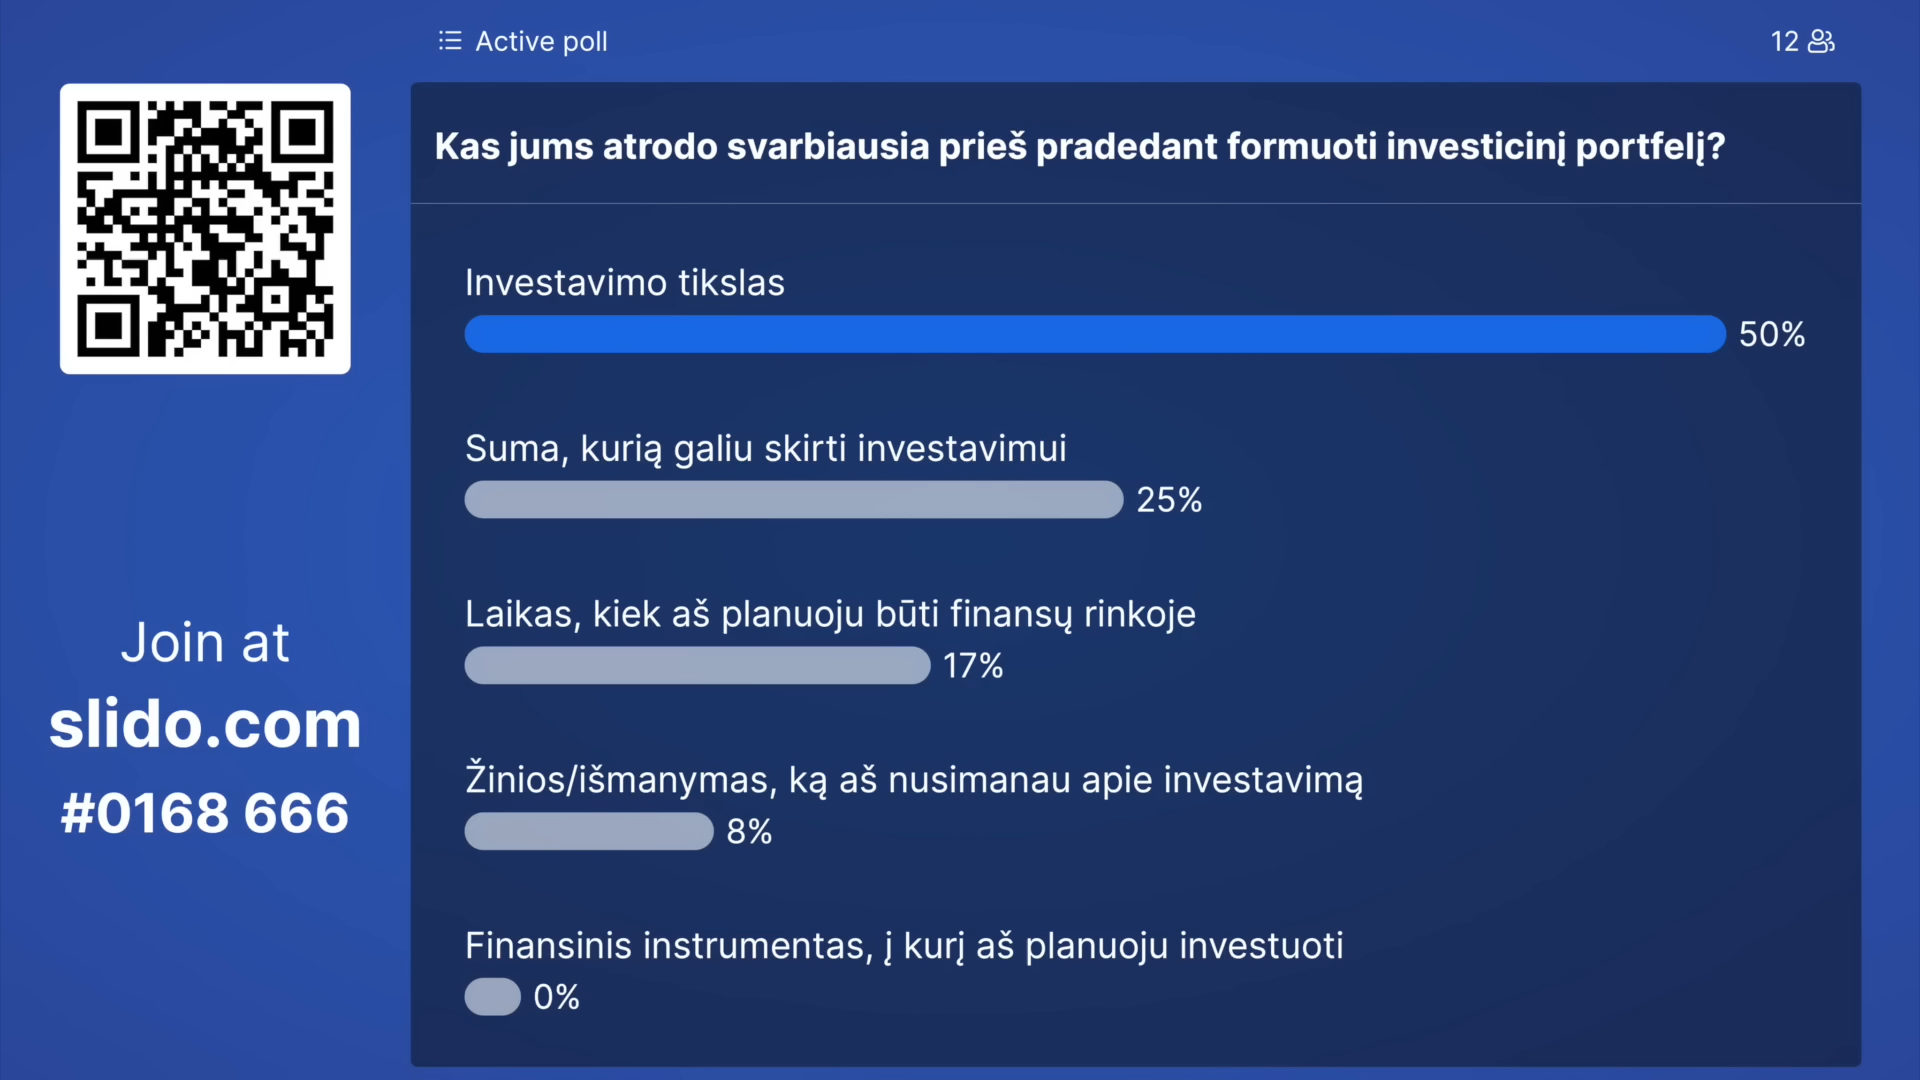 Active poll
12
Kas jums atrodo svarbiausia prieš pradedant formuoti investicinį portfelį?
Investavimo tikslas
50%
Suma, kurią galiu skirti investavimui
25%
Laikas, kiek aš planuoju būti finansų rinkoje
17%
Žinios/išmanymas, ką aš nusimanau apie investavimą
8%
Finansinis instrumentas, į kurį aš planuoju investuoti
0%
Join at
slido.com
#0168 666